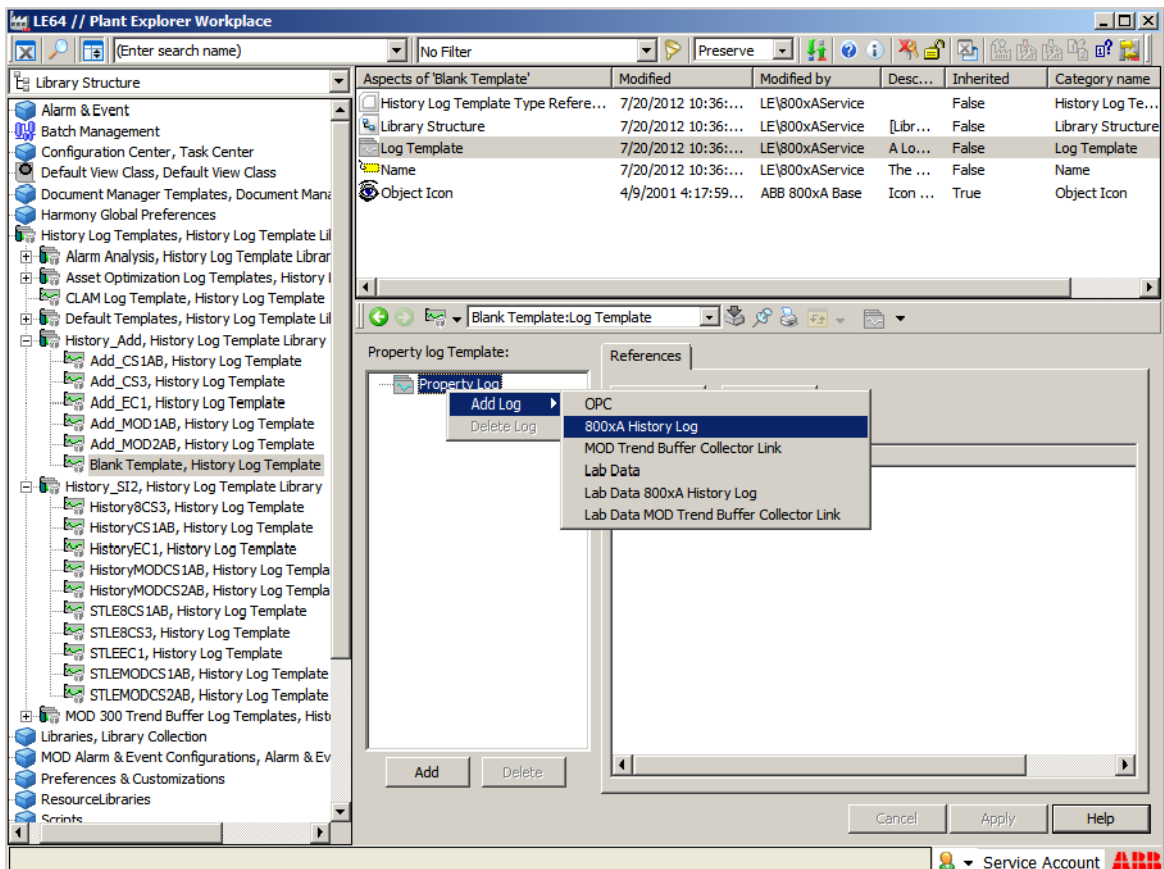 LE64 // Plant Explorer Workplace
(Enter search name)
No Filter
Preserve
Library Structure
Alarm & Event
Batch Management
Configuration Center, Task Center
Default View Class, Default View Class
Document Manager Templates, Document Mana
Harmony Global Preferences
History Log Templates, History Log Template Lil
Alarm Analysis, History Log Template Librar
Asset Optimization Log Templates, History l
CLAM Log Template, History Log Template
Default Templates, History Log Template Lil
History_Add, History Log Template Library
Add_CS1AB, History Log Template
Add_CS3, History Log Template
Add_EC1, History Log Template
Add_MOD1AB, History Log Template
Add_MOD2AB, History Log Template
Blank Template, History Log Template
History_SI2, History Log Template Library
History8CS3, History Log Template
HistoryCS1AB, History Log Template
HistoryEC1, History Log Template
HistoryMODCS1AB, History Log Templa
HistoryMODCS2AB, History Log Templa
STLE8CS1AB, History Log Template
STLE8CS3, History Log Template
STLEEC1, History Log Template
STLEMODCS1AB, History Log Template
STLEMODCS2AB, History Log Template
MOD 300 Trend Buffer Log Templates, Hist
Libraries, Library Collection
MOD Alarm & Event Configurations, Alarm & Ev
Preferences & Customizations
ResourceLibraries
Scripts
Aspects of 'Blank Template' Modified Modified by Desc... Inherited Category name
History Log Template Type Refere... 7/20/2012 10:36:... LE\800xAService False History Log Te...
Library Structure 7/20/2012 10:36:... LE\800xAService [Libr... False Library Structure
Log Template 7/20/2012 10:36:... LE\800xAService A Lo... False Log Template
Name 7/20/2012 10:36:... LE\800xAService The ... False Name
Object Icon 4/9/2001 4:17:59... ABB 800xA Base Icon ... True Object Icon
Blank Template:Log Template
Property log Template:
References
Property Log
Add Log
Delete Log
OPC
800xA History Log
MOD Trend Buffer Collector Link
Lab Data
Lab Data 800xA History Log
Lab Data MOD Trend Buffer Collector Link
Add
Delete
Cancel
Apply
Help
Service Account
ABB